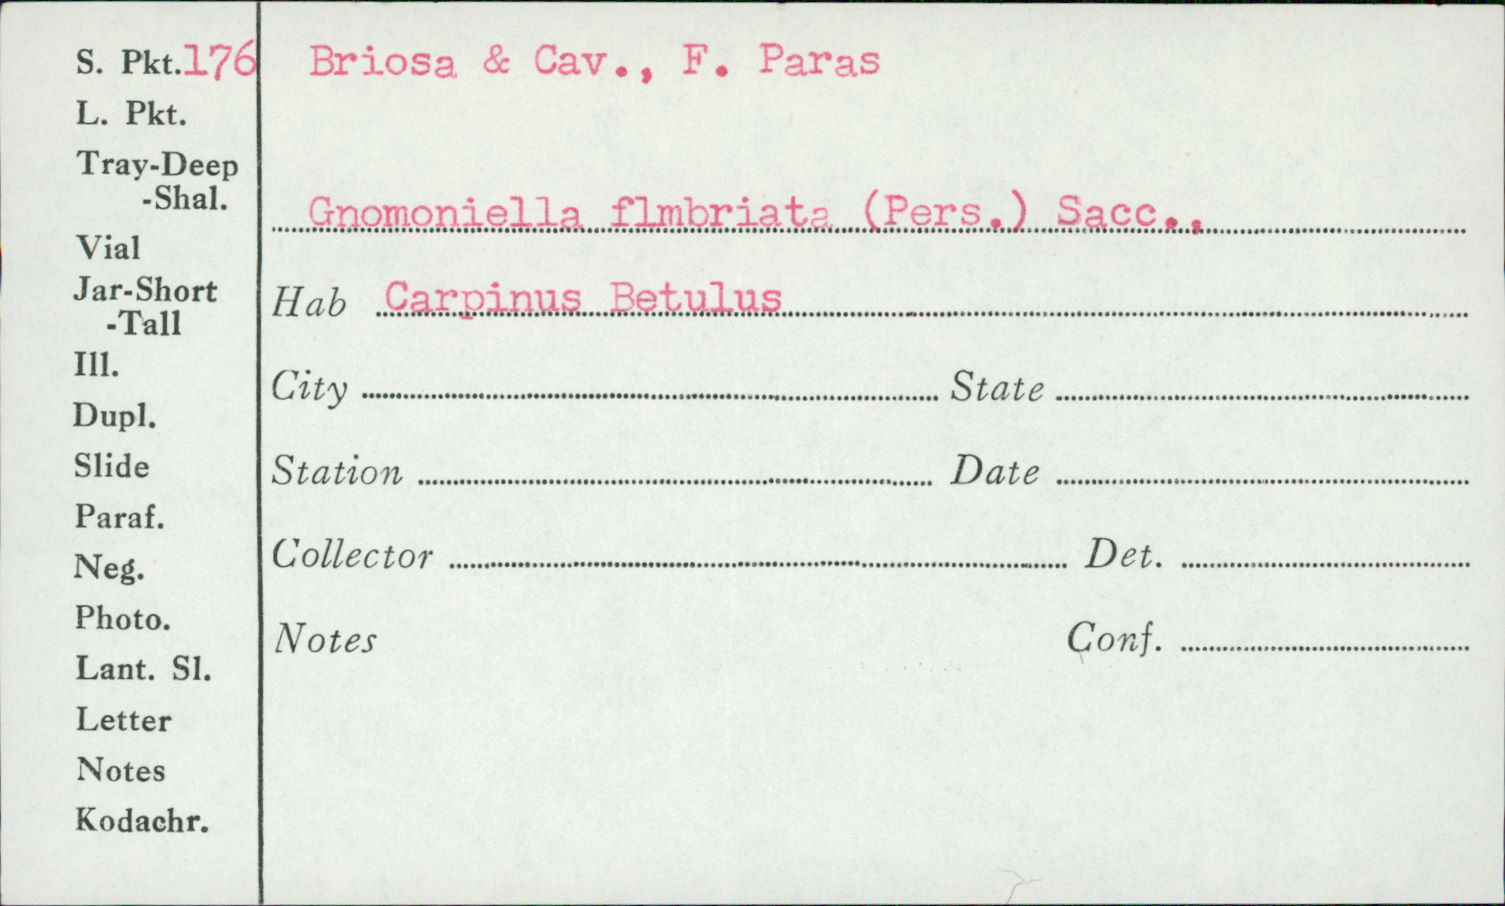 S. Pkt.176
L. Pkt.
Tray-Deep
-Shal.
Vial
Jar-Short
-Tall
Ill.
Dupl.
Slide
Paraf.
Neg.
Photo.
Lant. Sl.
Letter
Notes
Kodachr.
Briosa & Cav., F. Paras
Gnomoniella flmbriata (Pers.) Sacc.,
Hab Carpinus Betulus
City State
Station Date
Collector Det.
Notes Conf.